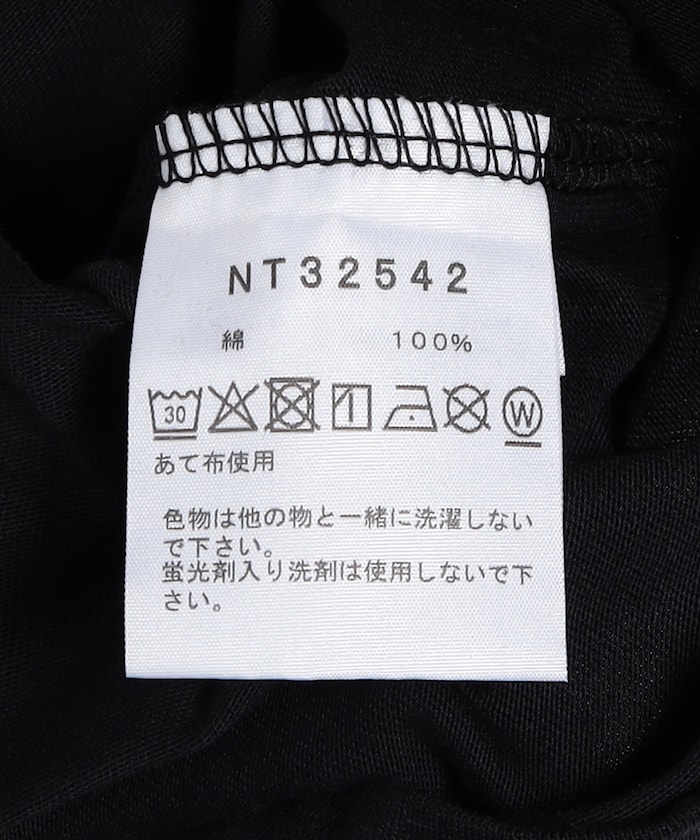 NT32542
綿 100%
30 W
あて布使用
色物は他の物と一緒に洗濯しない
で下さい。
蛍光剤入り洗剤は使用しないで下
さい。